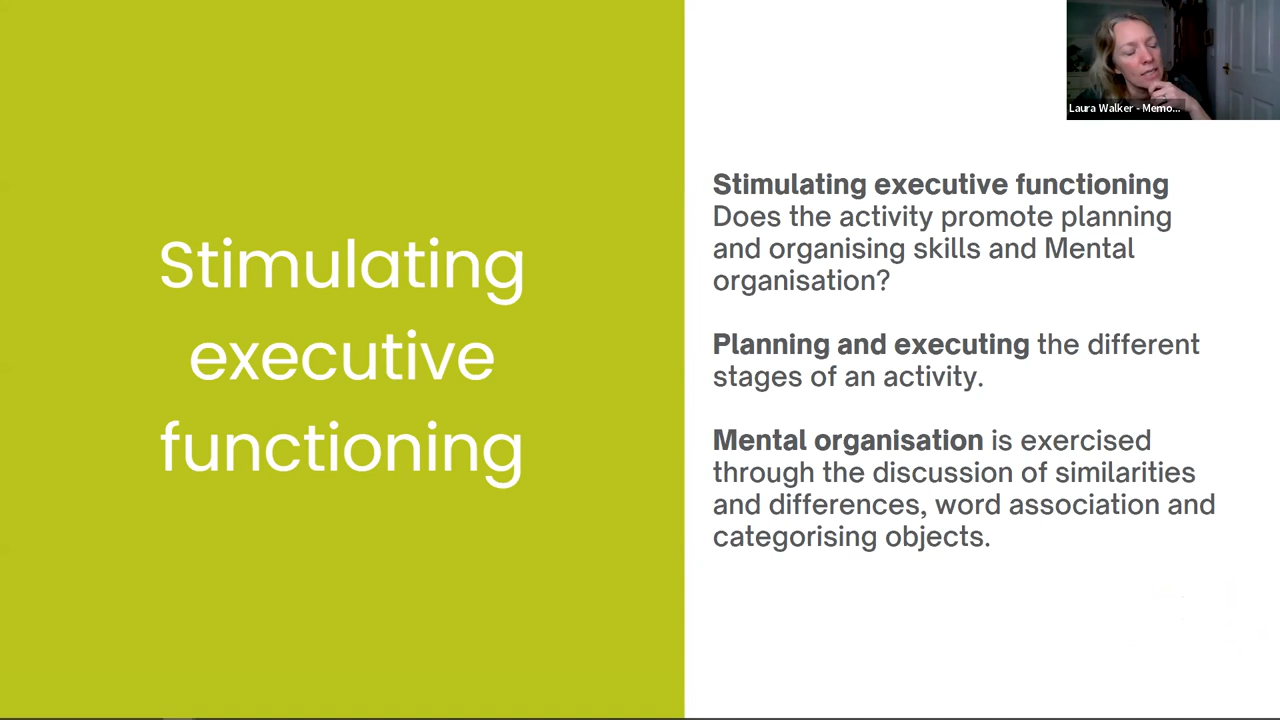 Stimulating
executive
functioning
Laura Walker - Memo...
Stimulating executive functioning
Does the activity promote planning
and organising skills and Mental
organisation?
Planning and executing the different
stages of an activity.
Mental organisation is exercised
through the discussion of similarities
and differences, word association and
categorising objects.